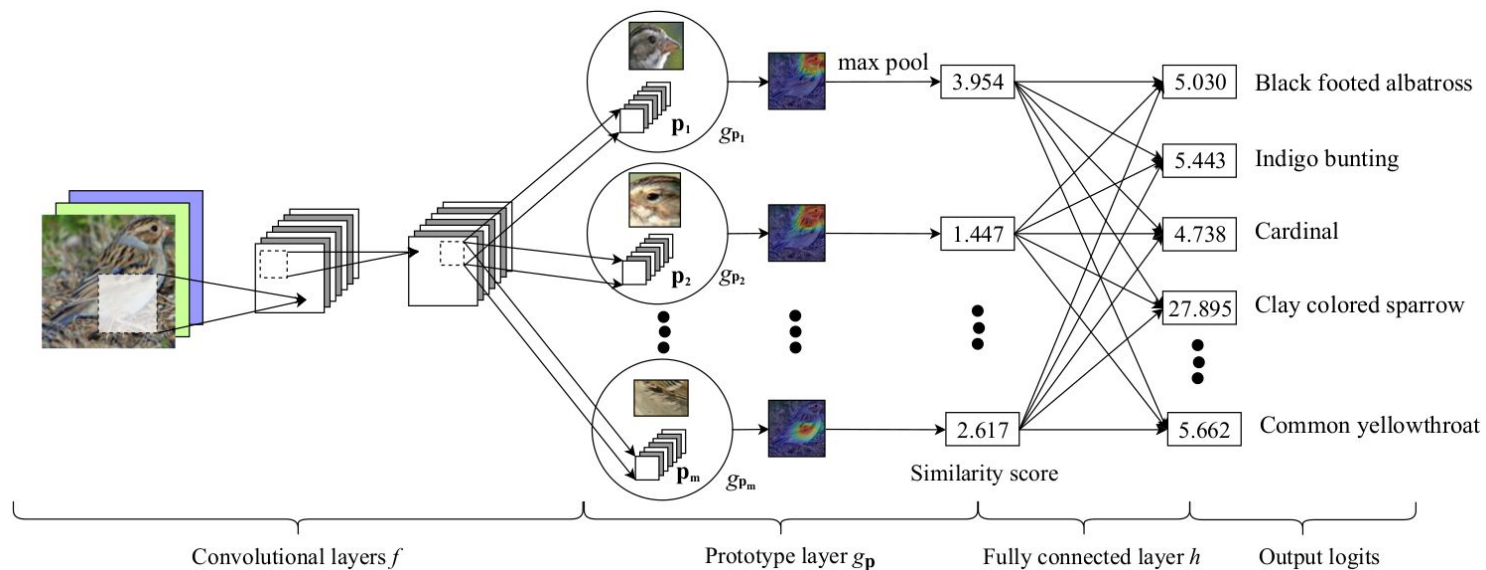 max pool
3.954
5.030
Black footed albatross
p₁
gₚ₁
5.443
Indigo bunting
1.447
4.738
Cardinal
p₂
gₚ₂
27.895
Clay colored sparrow
2.617
5.662
Common yellowthroat
pₘ
gₚₘ
Similarity score
Convolutional layers f
Prototype layer gₚ
Fully connected layer h
Output logits